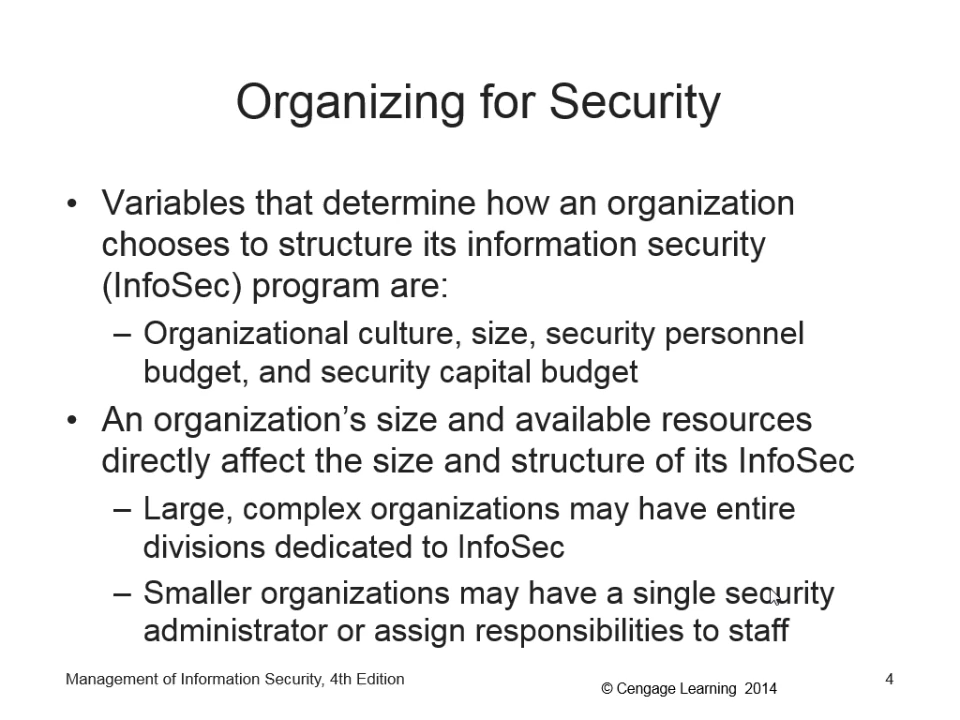 Organizing for Security
• Variables that determine how an organization
chooses to structure its information security
(InfoSec) program are:
– Organizational culture, size, security personnel
budget, and security capital budget
• An organization’s size and available resources
directly affect the size and structure of its InfoSec
– Large, complex organizations may have entire
divisions dedicated to InfoSec
– Smaller organizations may have a single security
administrator or assign responsibilities to staff
Management of Information Security, 4th Edition
© Cengage Learning 2014
4